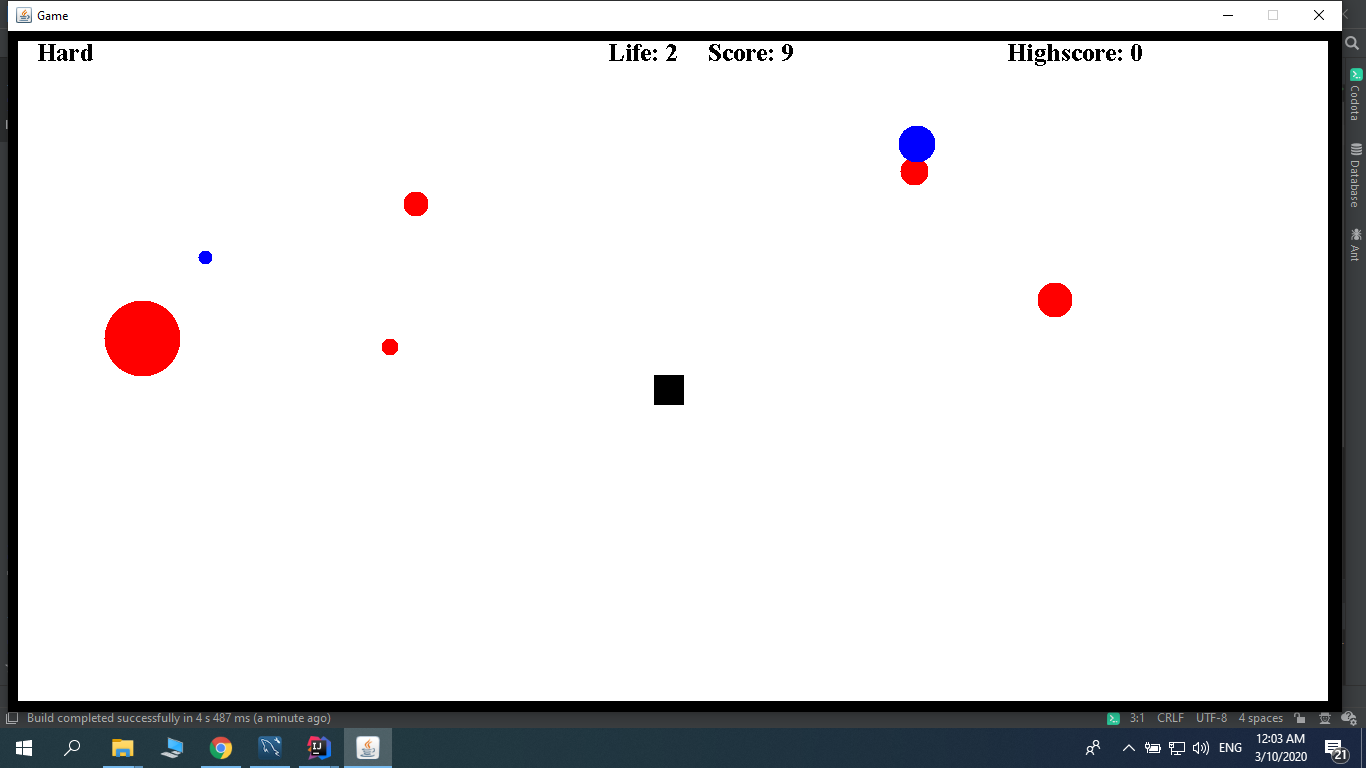 Game
Hard Life: 2 Score: 9 Highscore: 0
Codota
Database
Ant
Build completed successfully in 4 s 487 ms (a minute ago) 3:1 CRLF UTF-8 4 spaces
ENG 12:03 AM
3/10/2020
21